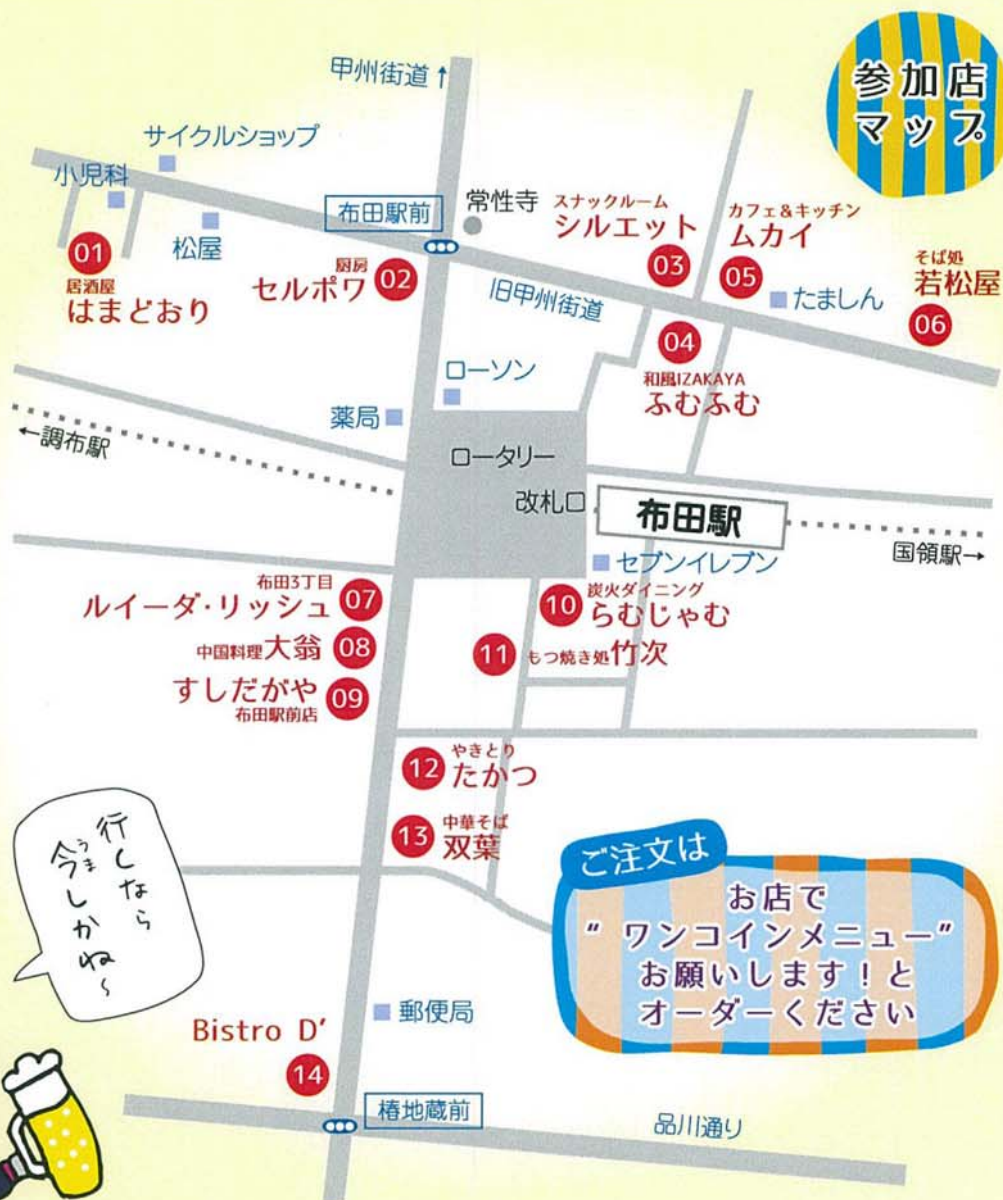 参加店
マップ
甲州街道↑
サイクルショップ
小児科
松屋
布田駅前
常性寺
01
居酒屋
はまどおり
厨房
セルポワ
02
スナックルーム
シルエット
03
カフェ&キッチン
ムカイ
05
たましん
そば処
若松屋
06
旧甲州街道
04
和風IZAKAYA
ふむふむ
ローソン
薬局
←調布駅
ロータリー
改札口
布田駅
国領駅→
セブンイレブン
布田3丁目
ルイーダ・リッシュ
07
中国料理大翁
08
すしだがや
布田駅前店
09
10
炭火ダイニング
らむじゃむ
11
もつ焼き処竹次
12
やきとり
たかつ
13
中華そば
双葉
行くなら
今しかね~
うま
ご注文は
お店で
“ワンコインメニュー”
お願いします!と
オーダーください
郵便局
Bistro D’
14
椿地蔵前
品川通り